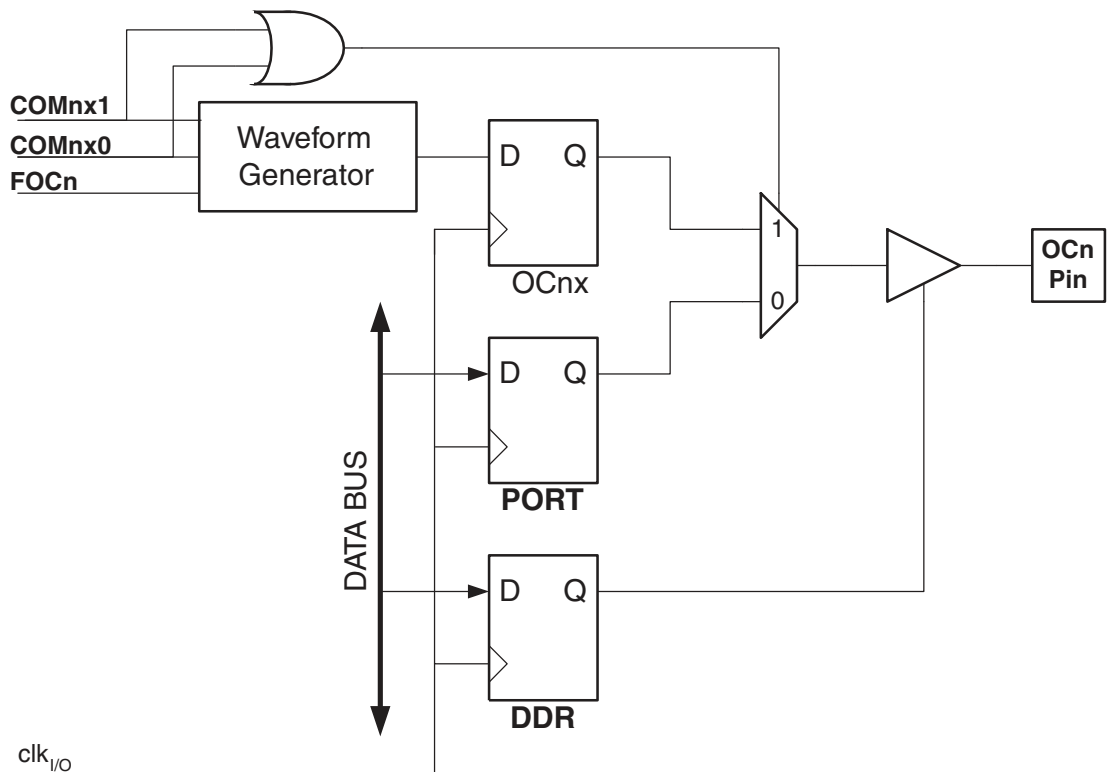 COMnx1
COMnx0
FOCn
Waveform
Generator
D Q
OCnx
1
0
OCn
Pin
D Q
PORT
DATA BUS
D Q
DDR
clkI/O